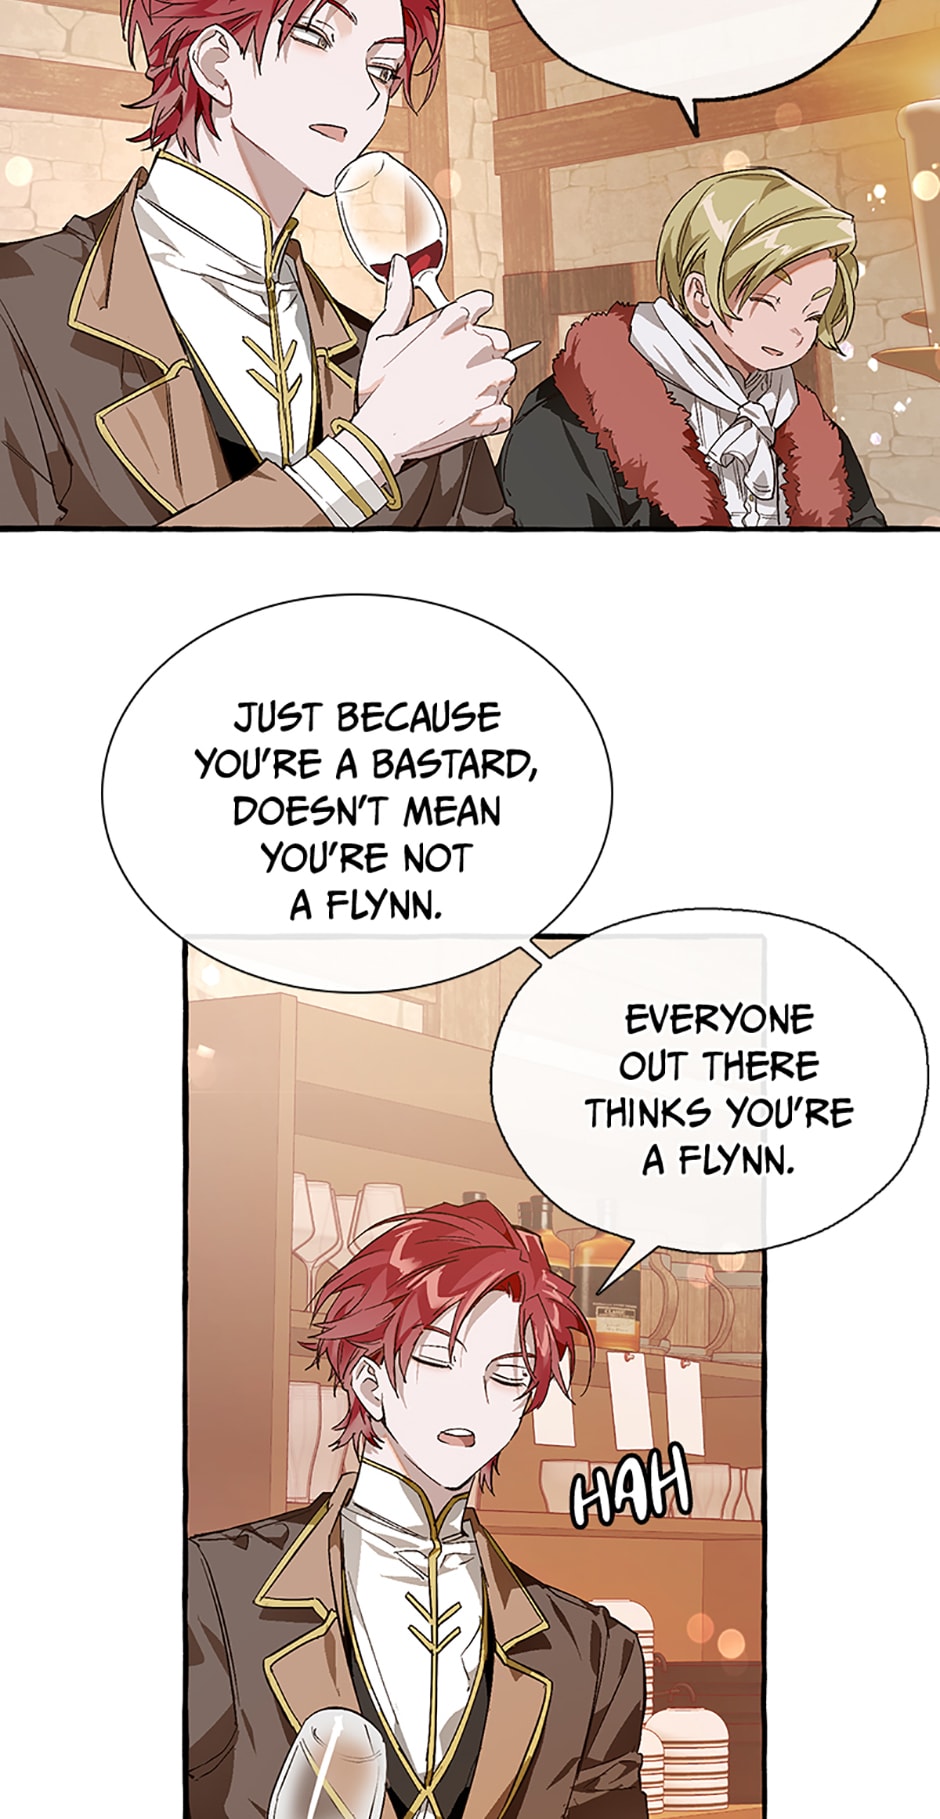 JUST BECAUSE
YOU'RE A BASTARD,
DOESN'T MEAN
YOU'RE NOT
A FLYNN.
EVERYONE
OUT THERE
THINKS YOU'RE
A FLYNN.
HAH